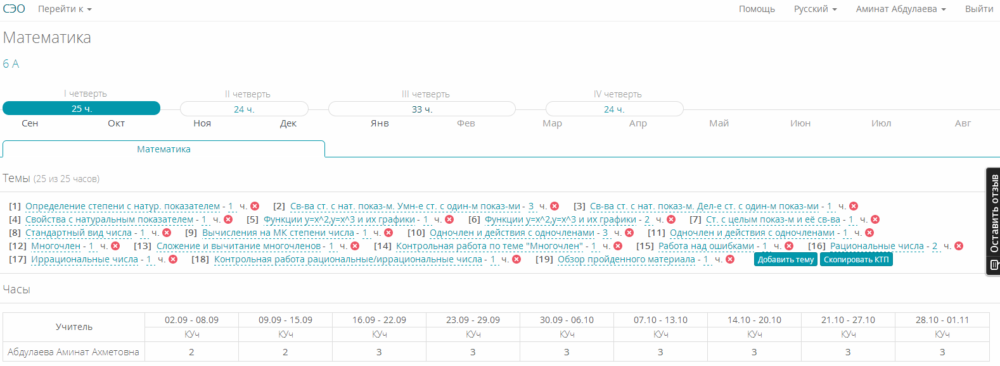 СЭО Перейти к Помощь Русский Аминат Абдулаева Выйти
Математика
6 А
I четверть II четверть III четверть IV четверть
25 ч. 24 ч. 33 ч. 24 ч.
Сен Окт Ноя Дек Янв Фев Мар Апр Май Июн Июл Авг
Математика
Темы (25 из 25 часов)
[1] Определение степени с натур. показателем - 1 ч. [2] Св-ва ст. с нат. показ-м. Умн-е ст. с один-м показ-ми - 3 ч. [3] Св-ва ст. с нат. показ-м. Дел-е ст. с один-м показ-ми - 1 ч.
[4] Свойства с натуральным показателем - 1 ч. [5] Функции y=x^2,y=x^3 и их графики - 1 ч. [6] Функции y=x^2,y=x^3 и их графики - 2 ч. [7] Ст. с целым показ-м и её св-ва - 1 ч.
[8] Стандартный вид числа - 1 ч. [9] Вычисления на МК степени числа - 1 ч. [10] Одночлен и действия с одночленами - 3 ч. [11] Одночлен и действия с одночленами - 1 ч.
[12] Многочлен - 1 ч. [13] Сложение и вычитание многочленов - 1 ч. [14] Контрольная работа по теме "Многочлен" - 1 ч. [15] Работа над ошибками - 1 ч. [16] Рациональные числа - 2 ч.
[17] Иррациональные числа - 1 ч. [18] Контрольная работа рациональные/иррациональные числа - 1 ч. [19] Обзор пройденного материала - 1 ч. Добавить тему Скопировать КТП
Оставить отзыв
Часы
Учитель 02.09 - 08.09 09.09 - 15.09 16.09 - 22.09 23.09 - 29.09 30.09 - 06.10 07.10 - 13.10 14.10 - 20.10 21.10 - 27.10 28.10 - 01.11
КУч КУч КУч КУч КУч КУч КУч КУч КУч
Абдулаева Аминат Ахметовна 2 2 3 3 3 3 3 3 3